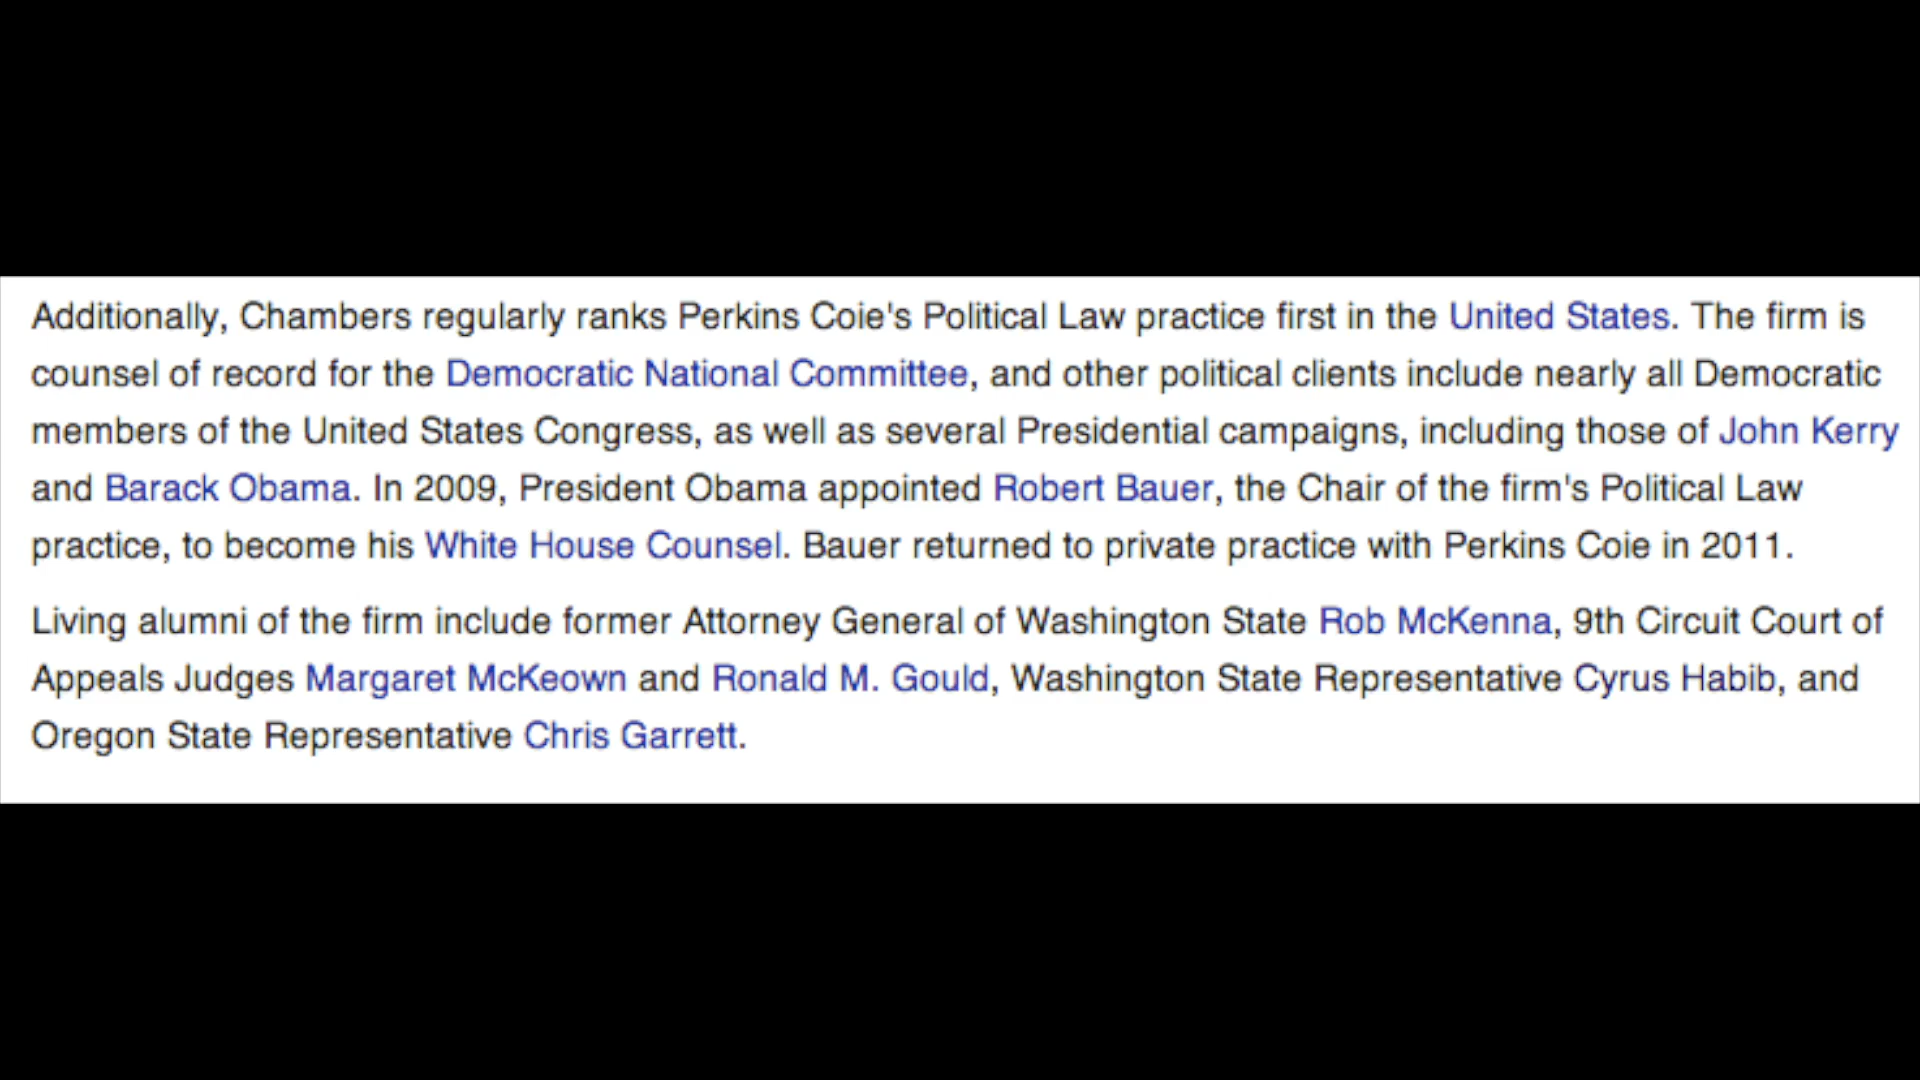 Additionally, Chambers regularly ranks Perkins Coie's Political Law practice first in the United States. The firm is
counsel of record for the Democratic National Committee, and other political clients include nearly all Democratic
members of the United States Congress, as well as several Presidential campaigns, including those of John Kerry
and Barack Obama. In 2009, President Obama appointed Robert Bauer, the Chair of the firm's Political Law
practice, to become his White House Counsel. Bauer returned to private practice with Perkins Coie in 2011.
Living alumni of the firm include former Attorney General of Washington State Rob McKenna, 9th Circuit Court of
Appeals Judges Margaret McKeown and Ronald M. Gould, Washington State Representative Cyrus Habib, and
Oregon State Representative Chris Garrett.